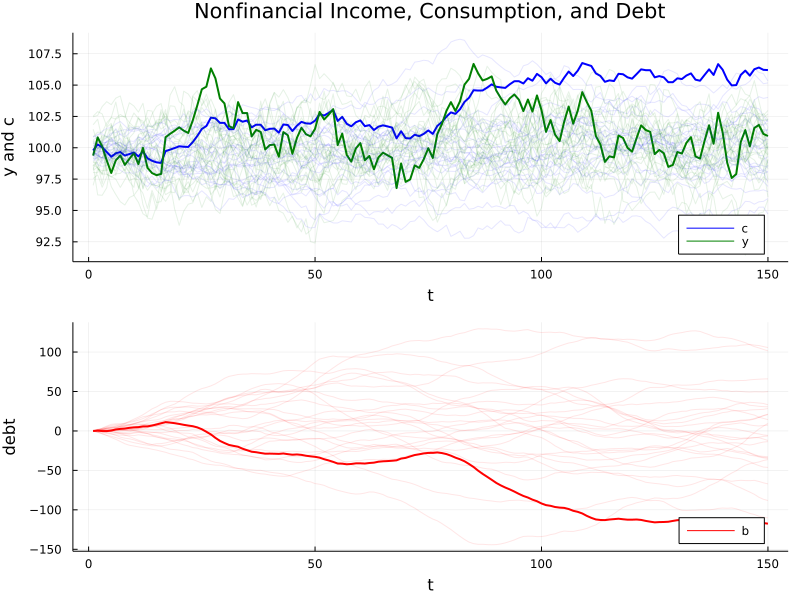 Nonfinancial Income, Consumption, and Debt
107.5
105.0
102.5
100.0
97.5
95.0
92.5
y and c
c
y
0 50 100 150
t
100
50
0
−50
−100
−150
debt
b
0 50 100 150
t